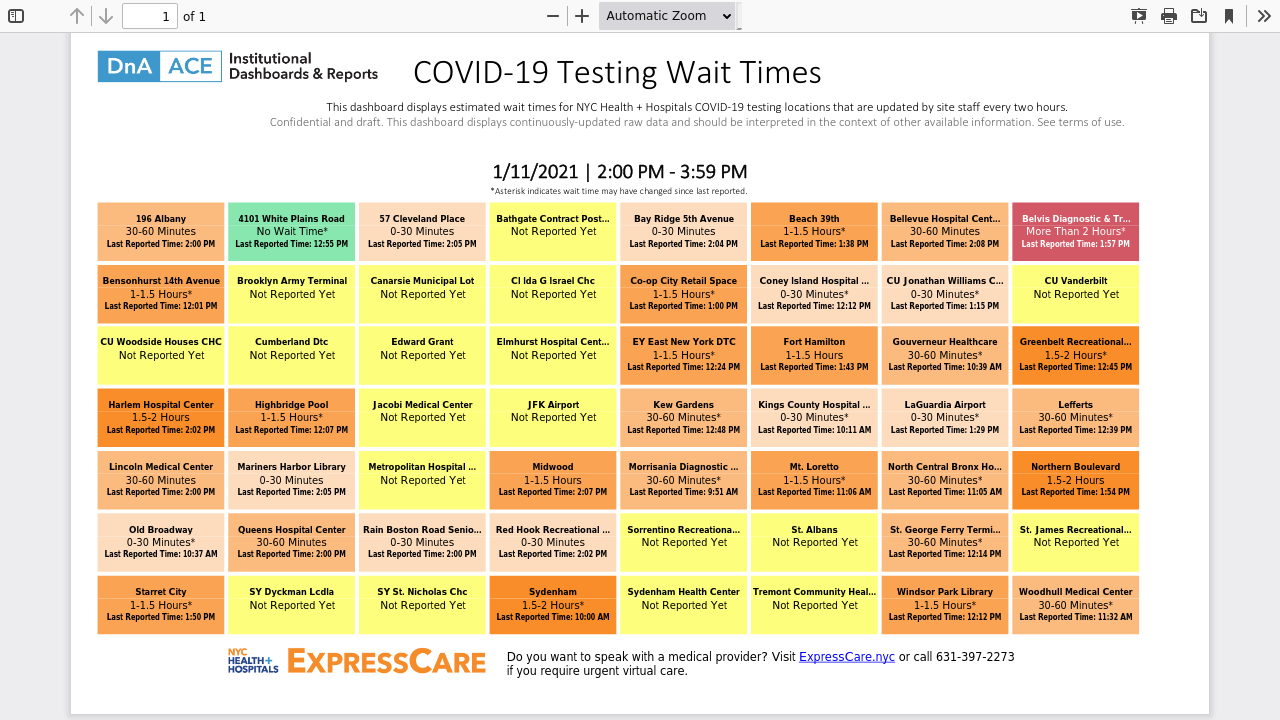 1 of 1 Automatic Zoom
DnA ACE Institutional Dashboards & Reports
COVID-19 Testing Wait Times
This dashboard displays estimated wait times for NYC Health + Hospitals COVID-19 testing locations that are updated by site staff every two hours.
Confidential and draft. This dashboard displays continuously-updated raw data and should be interpreted in the context of other available information. See terms of use.
1/11/2021 | 2:00 PM - 3:59 PM
*Asterisk indicates wait time may have changed since last reported.
196 Albany
30-60 Minutes
Last Reported Time: 2:00 PM
4101 White Plains Road
No Wait Time*
Last Reported Time: 12:55 PM
57 Cleveland Place
0-30 Minutes
Last Reported Time: 2:05 PM
Bathgate Contract Post...
Not Reported Yet
Bay Ridge 5th Avenue
0-30 Minutes
Last Reported Time: 2:04 PM
Beach 39th
1-1.5 Hours*
Last Reported Time: 1:38 PM
Bellevue Hospital Cent...
30-60 Minutes
Last Reported Time: 2:08 PM
Belvis Diagnostic & Tr...
More Than 2 Hours*
Last Reported Time: 1:57 PM
Bensonhurst 14th Avenue
1-1.5 Hours*
Last Reported Time: 12:01 PM
Brooklyn Army Terminal
Not Reported Yet
Canarsie Municipal Lot
Not Reported Yet
CI Ida G Israel Chc
Not Reported Yet
Co-op City Retail Space
1-1.5 Hours*
Last Reported Time: 1:00 PM
Coney Island Hospital ...
0-30 Minutes*
Last Reported Time: 12:12 PM
CU Jonathan Williams C...
0-30 Minutes*
Last Reported Time: 1:15 PM
CU Vanderbilt
Not Reported Yet
CU Woodside Houses CHC
Not Reported Yet
Cumberland Dtc
Not Reported Yet
Edward Grant
Not Reported Yet
Elmhurst Hospital Cent...
Not Reported Yet
EY East New York DTC
1-1.5 Hours*
Last Reported Time: 12:24 PM
Fort Hamilton
1-1.5 Hours
Last Reported Time: 1:43 PM
Gouverneur Healthcare
30-60 Minutes*
Last Reported Time: 10:39 AM
Greenbelt Recreational...
1.5-2 Hours*
Last Reported Time: 12:45 PM
Harlem Hospital Center
1.5-2 Hours
Last Reported Time: 2:02 PM
Highbridge Pool
1-1.5 Hours*
Last Reported Time: 12:07 PM
Jacobi Medical Center
Not Reported Yet
JFK Airport
Not Reported Yet
Kew Gardens
30-60 Minutes*
Last Reported Time: 12:48 PM
Kings County Hospital ...
0-30 Minutes*
Last Reported Time: 10:11 AM
LaGuardia Airport
0-30 Minutes*
Last Reported Time: 1:29 PM
Lefferts
30-60 Minutes*
Last Reported Time: 12:39 PM
Lincoln Medical Center
30-60 Minutes
Last Reported Time: 2:00 PM
Mariners Harbor Library
0-30 Minutes
Last Reported Time: 2:05 PM
Metropolitan Hospital ...
Not Reported Yet
Midwood
1-1.5 Hours
Last Reported Time: 2:07 PM
Morrisania Diagnostic ...
30-60 Minutes*
Last Reported Time: 9:51 AM
Mt. Loretto
1-1.5 Hours*
Last Reported Time: 11:06 AM
North Central Bronx Ho...
30-60 Minutes*
Last Reported Time: 11:05 AM
Northern Boulevard
1.5-2 Hours
Last Reported Time: 1:54 PM
Old Broadway
0-30 Minutes*
Last Reported Time: 10:37 AM
Queens Hospital Center
30-60 Minutes
Last Reported Time: 2:00 PM
Rain Boston Road Senio...
0-30 Minutes
Last Reported Time: 2:00 PM
Red Hook Recreational ...
0-30 Minutes
Last Reported Time: 2:02 PM
Sorrentino Recreationa...
Not Reported Yet
St. Albans
Not Reported Yet
St. George Ferry Termi...
30-60 Minutes*
Last Reported Time: 12:14 PM
St. James Recreational...
Not Reported Yet
Starret City
1-1.5 Hours*
Last Reported Time: 1:50 PM
SY Dyckman Lcdla
Not Reported Yet
SY St. Nicholas Chc
Not Reported Yet
Sydenham
1.5-2 Hours*
Last Reported Time: 10:00 AM
Sydenham Health Center
Not Reported Yet
Tremont Community Heal...
Not Reported Yet
Windsor Park Library
1-1.5 Hours*
Last Reported Time: 12:12 PM
Woodhull Medical Center
30-60 Minutes*
Last Reported Time: 11:32 AM
NYC HEALTH+ HOSPITALS EXPRESSCARE
Do you want to speak with a medical provider? Visit ExpressCare.nyc or call 631-397-2273
if you require urgent virtual care.